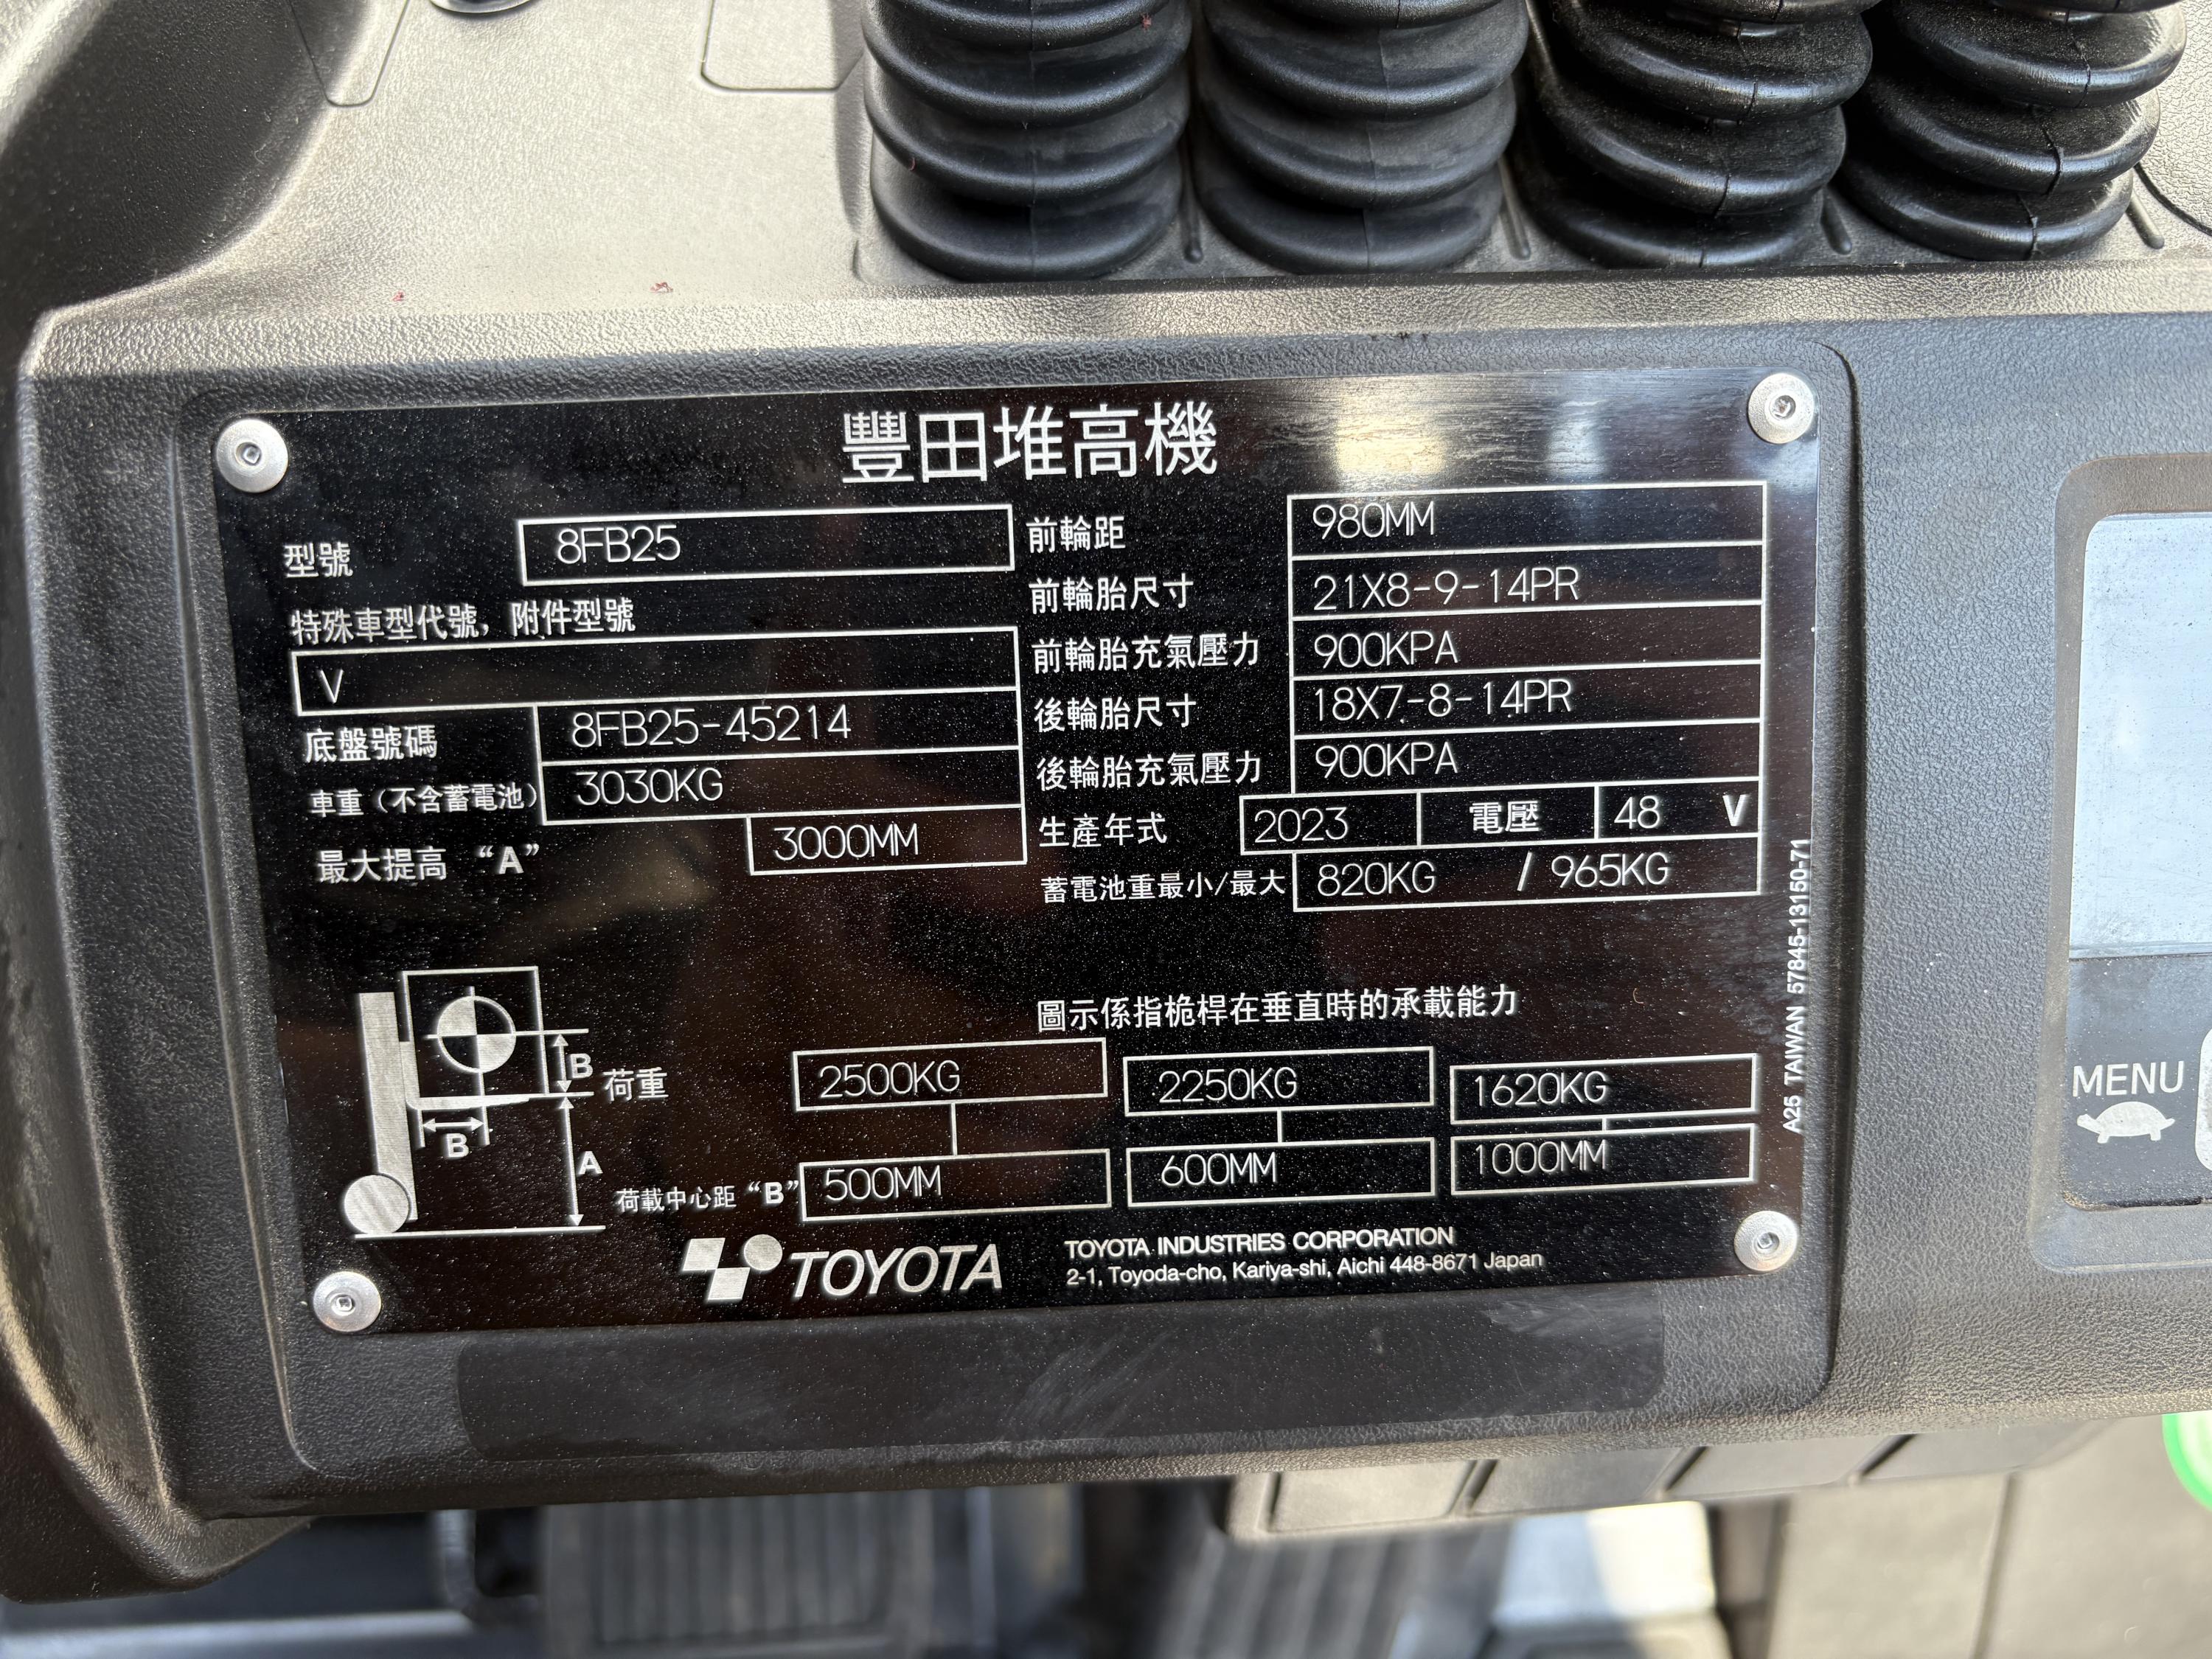 豐田堆高機
型號 8FB25
特殊車型代號，附件型號
V
底盤號碼 8FB25-45214
車重（不含蓄電池） 3030KG
最大提高 “A” 3000MM
前輪距 980MM
前輪胎尺寸 21X8-9-14PR
前輪胎充氣壓力 900KPA
後輪胎尺寸 18X7-8-14PR
後輪胎充氣壓力 900KPA
生產年式 2023 電壓 48 V
蓄電池重最小/最大 820KG / 965KG
圖示係指桅桿在垂直時的承載能力
B
B
A
荷重 2500KG 2250KG 1620KG
荷載中心距 “B” 500MM 600MM 1000MM
TOYOTA
TOYOTA INDUSTRIES CORPORATION
2-1, Toyoda-cho, Kariya-shi, Aichi 448-8671 Japan
A25 TAIWAN 57845-13150-71
MENU